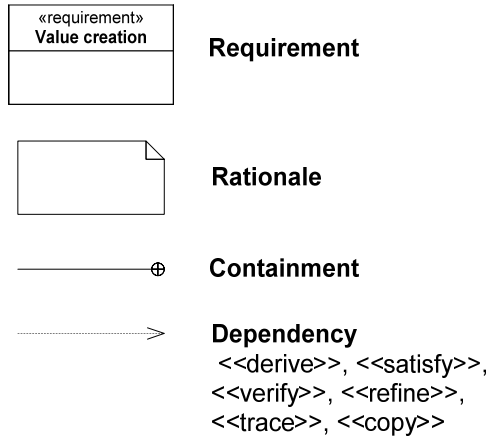 «requirement»
Value creation
Requirement
Rationale
Containment
Dependency
<<derive>>, <<satisfy>>,
<<verify>>, <<refine>>,
<<trace>>, <<copy>>